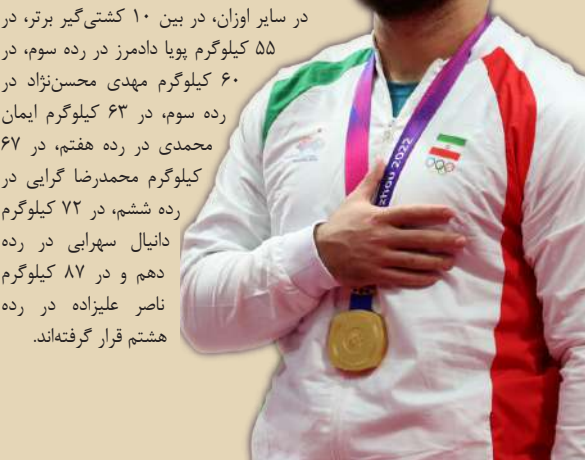 در سایر اوزان، در بین ۱۰ کشتی‌گیر برتر، در
۵۵ کیلوگرم پویا دادمرز در رده سوم، در
۶۰ کیلوگرم مهدی محسن‌نژاد در
رده سوم، در ۶۳ کیلوگرم ایمان
محمدی در رده هفتم، در ۶۷
کیلوگرم محمدرضا گرایی در
رده ششم، در ۷۲ کیلوگرم
دانیال سهرابی در رده
دهم و در ۸۷ کیلوگرم
ناصر علیزاده در رده
هشتم قرار گرفته‌اند.
zhou 2022